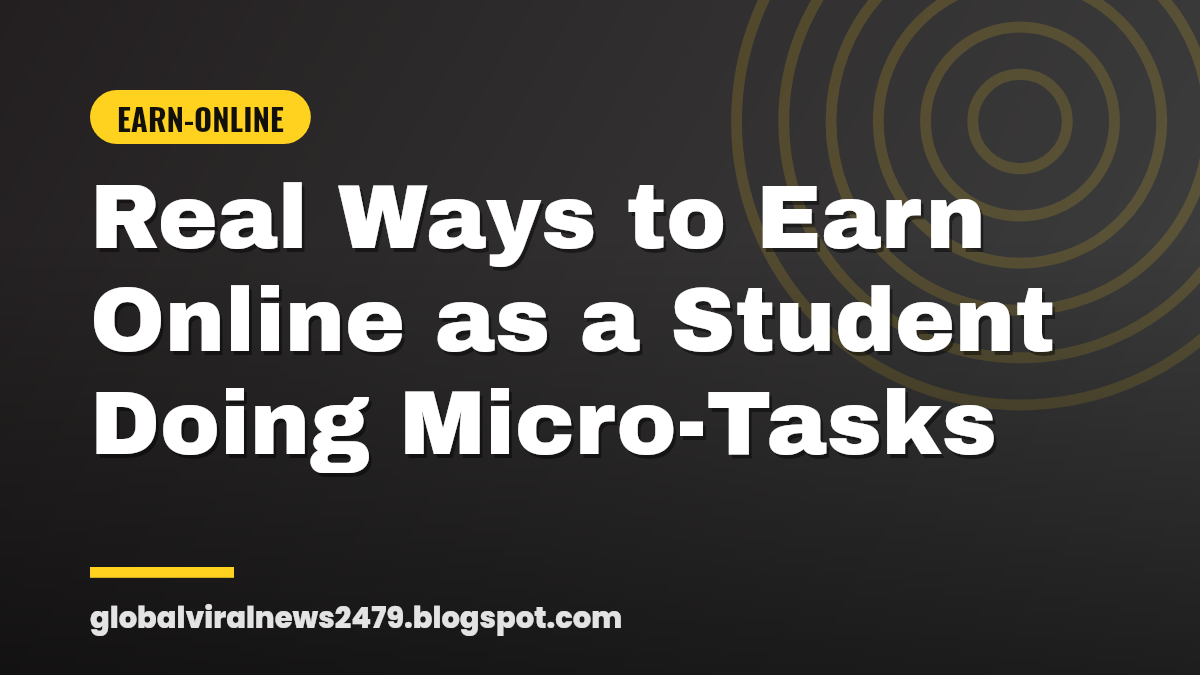 EARN-ONLINE
Real Ways to Earn
Online as a Student
Doing Micro-Tasks
globalviralnews2479.blogspot.com